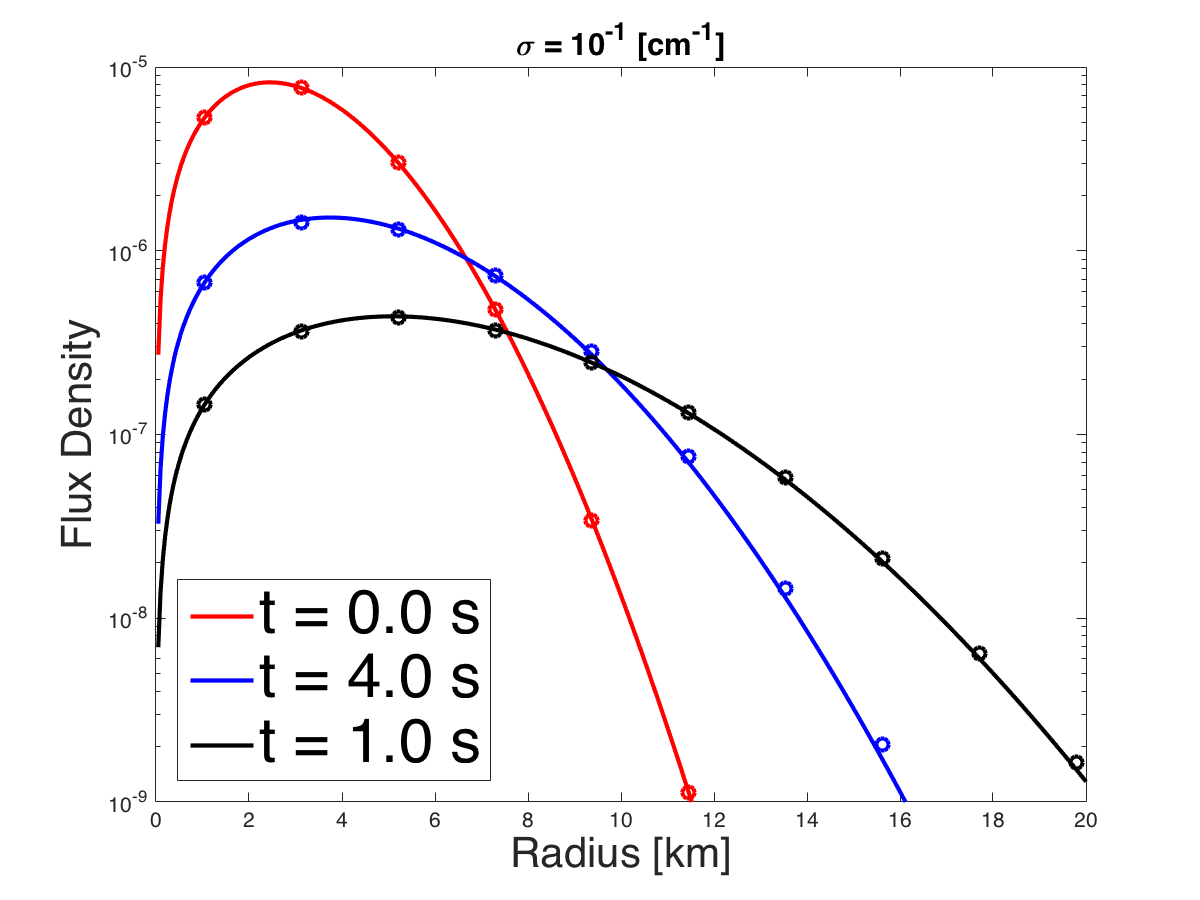 σ = 10⁻¹ [cm⁻¹]
10⁻⁵
10⁻⁶
10⁻⁷
10⁻⁸
10⁻⁹
Flux Density
t = 0.0 s
t = 4.0 s
t = 1.0 s
0 2 4 6 8 10 12 14 16 18 20
Radius [km]